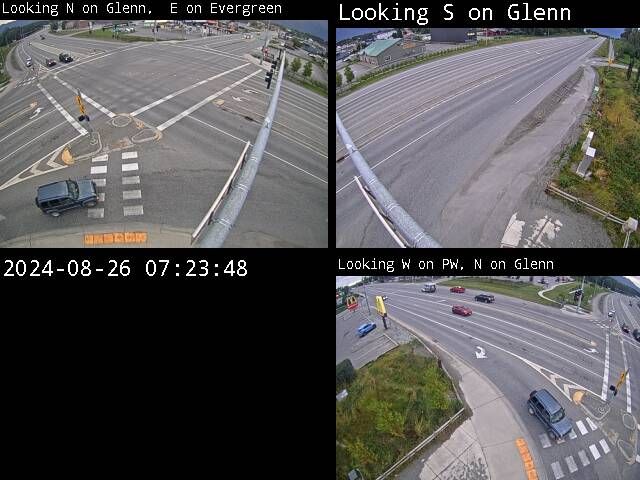 Looking N on Glenn,  E on Evergreen
Looking S on Glenn
2024-08-26 07:23:48
Looking W on PW, N on Glenn